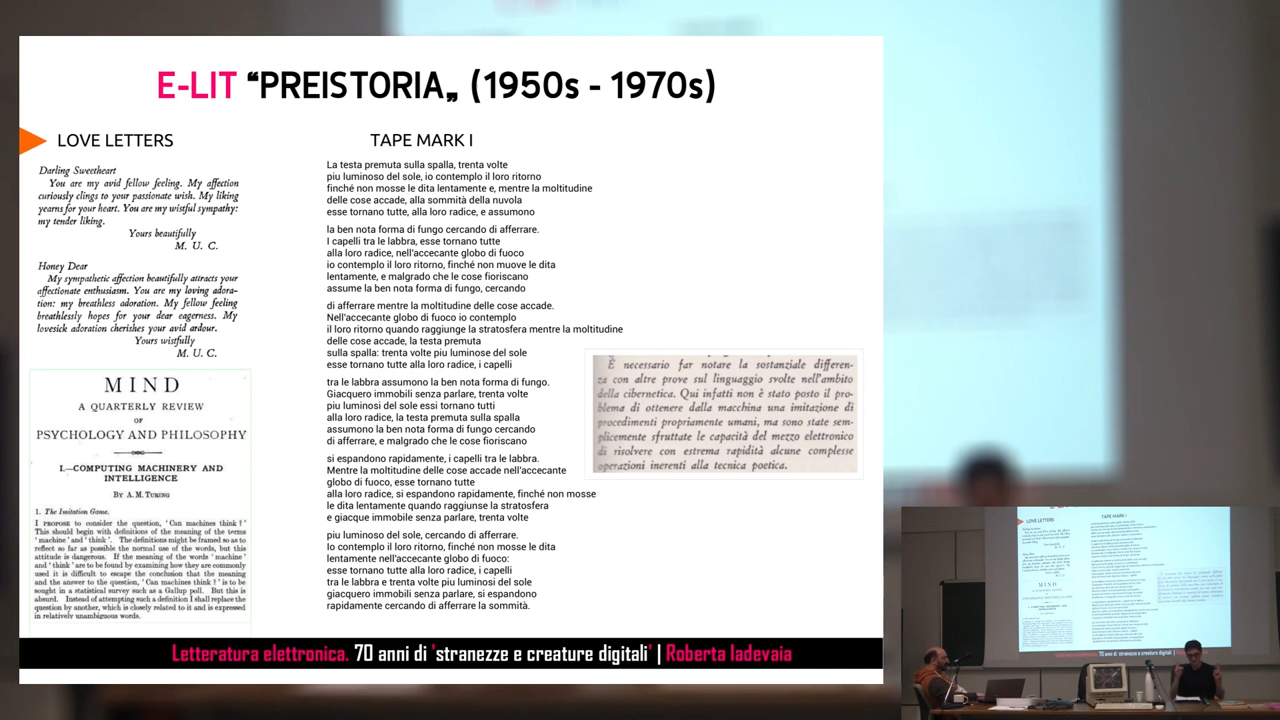 E-LIT “PREISTORIA„ (1950s - 1970s)
LOVE LETTERS
Darling Sweetheart
You are my avid fellow feeling. My affection
curiously clings to your passionate wish. My liking
yearns for your heart. You are my wistful sympathy:
my tender liking.
Yours beautifully
M. U. C.
Honey Dear
My sympathetic affection beautifully attracts your
affectionate enthusiasm. You are my loving adora-
tion: my breathless adoration. My fellow feeling
breathlessly hopes for your dear eagerness. My
lovesick adoration cherishes your avid ardour.
Yours wistfully
M. U. C.
MIND
A QUARTERLY REVIEW
OF
PSYCHOLOGY AND PHILOSOPHY
I.—COMPUTING MACHINERY AND
INTELLIGENCE
BY A. M. TURING
1. The Imitation Game.
I PROPOSE to consider the question, ‘Can machines think?’
This should begin with definitions of the meaning of the terms
‘machine’ and ‘think’. The definitions might be framed so as to
reflect so far as possible the normal use of the words, but this
attitude is dangerous. If the meaning of the words ‘machine’
and ‘think’ are to be found by examining how they are commonly
used it is difficult to escape the conclusion that the meaning
and the answer to the question, ‘Can machines think?’ is to be
sought in a statistical survey such as a Gallup poll. But this is
absurd. Instead of attempting such a definition I shall replace the
question by another, which is closely related to it and is expressed
in relatively unambiguous words.
TAPE MARK I
La testa premuta sulla spalla, trenta volte
piu luminoso del sole, io contemplo il loro ritorno
finché non mosse le dita lentamente e, mentre la moltitudine
delle cose accade, alla sommità della nuvola
esse tornano tutte, alla loro radice, e assumono
la ben nota forma di fungo cercando di afferrare.
I capelli tra le labbra, esse tornano tutte
alla loro radice, nell'accecante globo di fuoco
io contemplo il loro ritorno, finché non muove le dita
lentamente, e malgrado che le cose fioriscano
assume la ben nota forma di fungo, cercando
di afferrare mentre la moltitudine delle cose accade.
Nell'accecante globo di fuoco io contemplo
il loro ritorno quando raggiunge la stratosfera mentre la moltitudine
delle cose accade, la testa premuta
sulla spalla: trenta volte piu luminose del sole
esse tornano tutte alla loro radice, i capelli
tra le labbra assumono la ben nota forma di fungo.
Giacquero immobili senza parlare, trenta volte
piu luminosi del sole essi tornano tutti
alla loro radice, la testa premuta sulla spalla
assumono la ben nota forma di fungo cercando
di afferrare, e malgrado che le cose fioriscano
si espandono rapidamente, i capelli tra le labbra.
Mentre la moltitudine delle cose accade nell'accecante
globo di fuoco, esse tornano tutte
alla loro radice, si espandono rapidamente, finché non mosse
le dita lentamente quando raggiunge la stratosfera
e giacque immobile senza parlare, trenta volte
piu luminoso del sole, cercando di afferrare.
Io contemplo il loro ritorno, finché non mosse le dita
lentamente nell'accecante globo di fuoco:
esse tornano tutte alla loro radice, i capelli
tra le labbra e trenta volte piu luminosi del sole
giacquero immobili senza parlare, si espandono
rapidamente cercando di afferrare la sommità.
È necessario far notare la sostanziale differen-
za con altre prove sul linguaggio svolte nell'ambito
della cibernetica. Qui infatti non è stato posto il pro-
blema di ottenere dalla macchina una imitazione di
procedimenti propriamente umani, ma sono state sem-
plicemente sfruttate le capacità del mezzo elettronico
di risolvere con estrema rapidità alcune complesse
operazioni inerenti alla tecnica poetica.
Letteratura elettronica. 70 anni di 'stranezze e creature digitali' | Roberta Iadevaia
LOVE LETTERS
TAPE MARK I
MIND